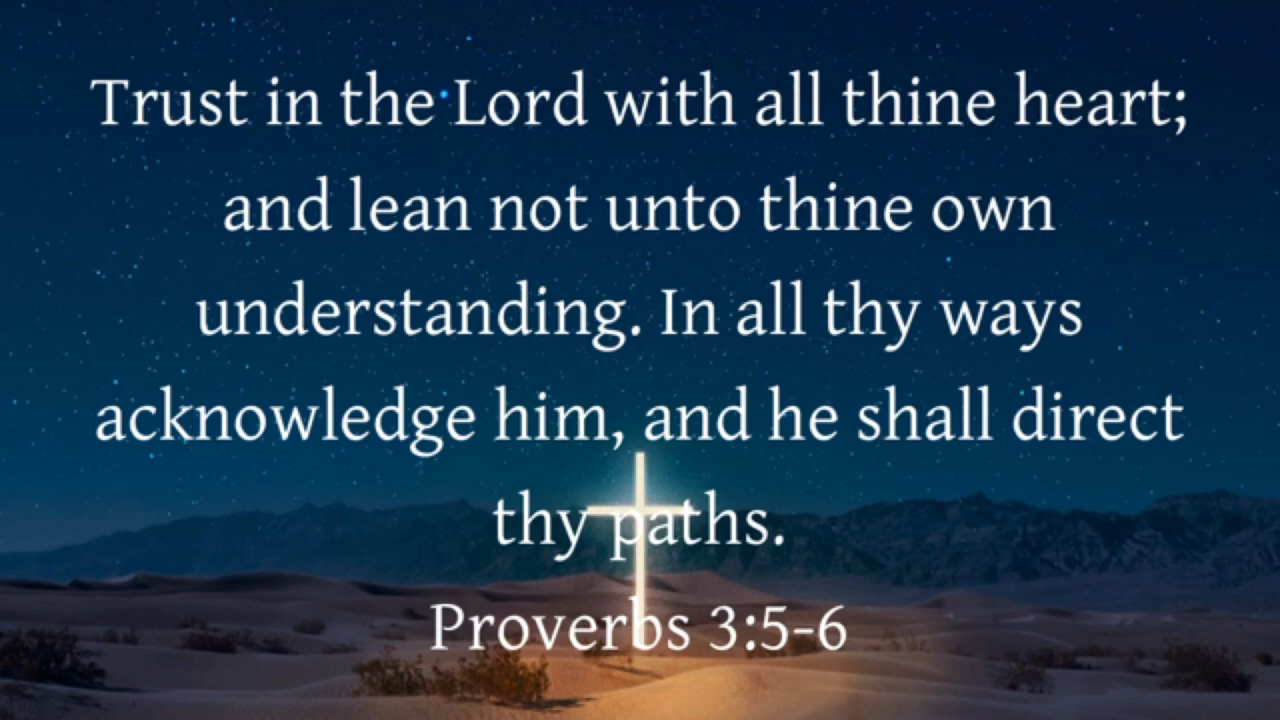 Trust in the Lord with all thine heart;
and lean not unto thine own
understanding. In all thy ways
acknowledge him, and he shall direct
thy paths.
Proverbs 3:5-6